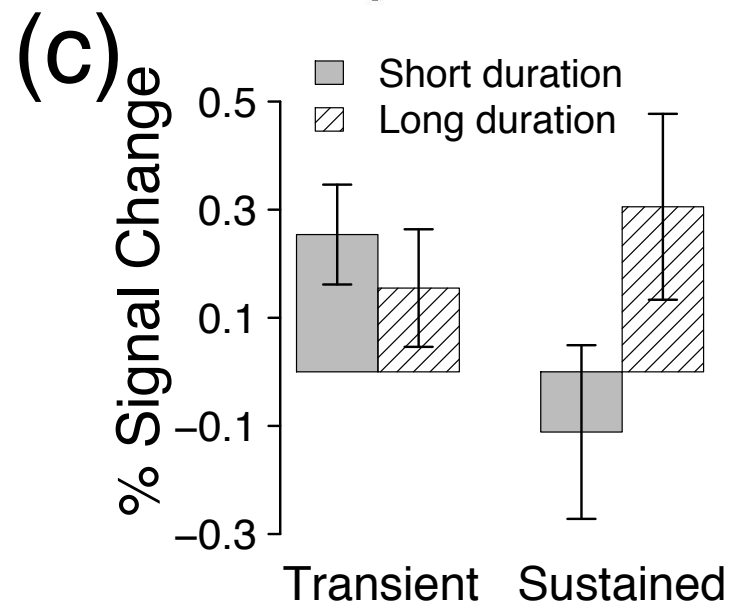 (c)
Short duration
Long duration
% Signal Change
0.5
0.3
0.1
−0.1
−0.3
Transient
Sustained